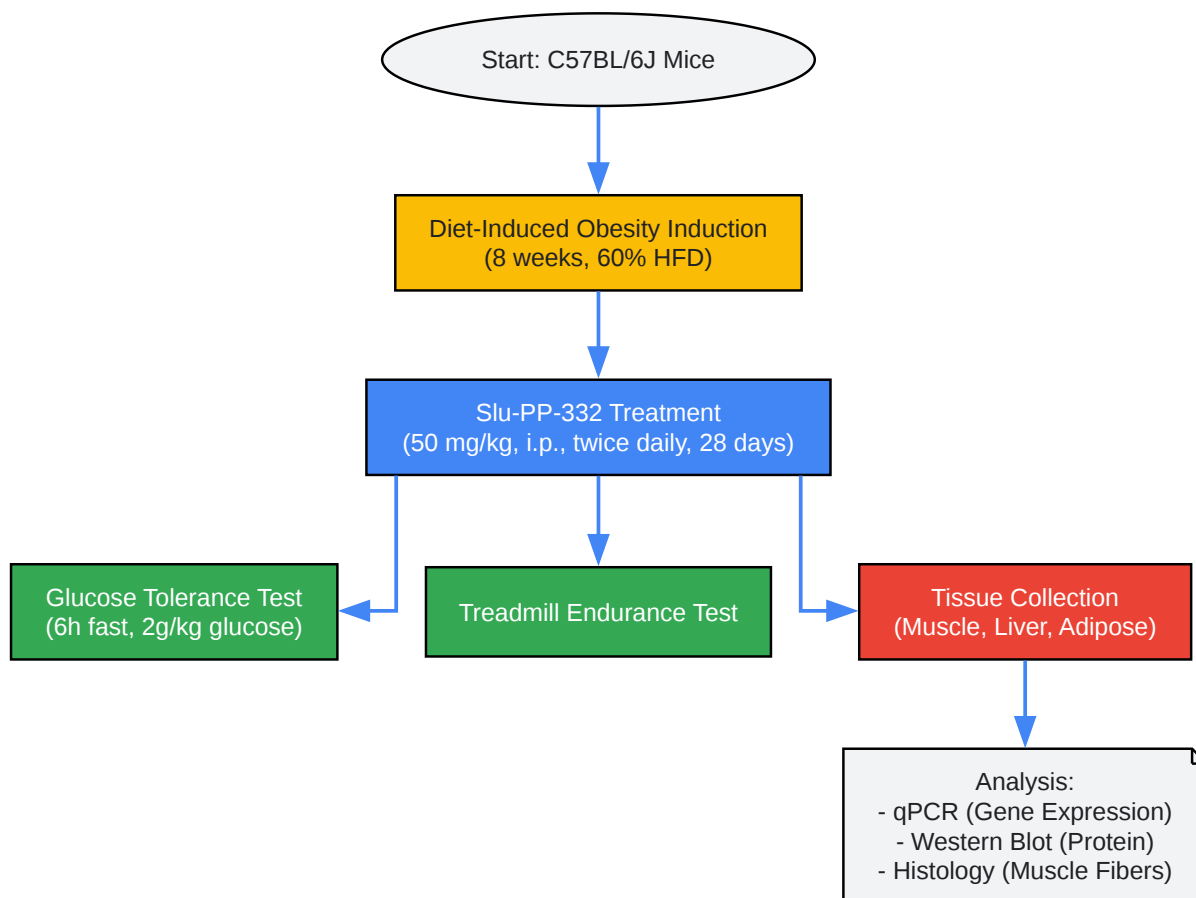 Start: C57BL/6J Mice
Diet-Induced Obesity Induction
(8 weeks, 60% HFD)
Slu-PP-332 Treatment
(50 mg/kg, i.p., twice daily, 28 days)
Glucose Tolerance Test
(6h fast, 2g/kg glucose)
Treadmill Endurance Test
Tissue Collection
(Muscle, Liver, Adipose)
Analysis:
- qPCR (Gene Expression)
- Western Blot (Protein)
- Histology (Muscle Fibers)